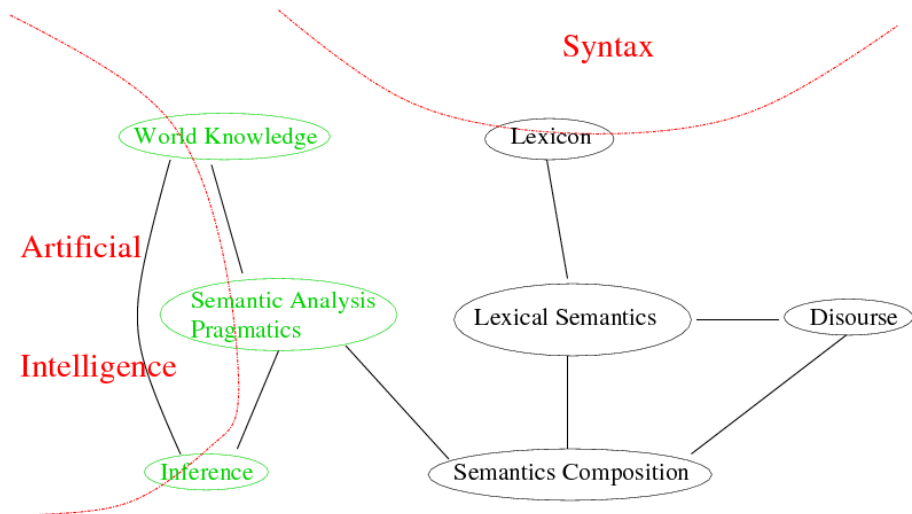 Syntax
World Knowledge
Lexicon
Artificial
Semantic Analysis
Pragmatics
Lexical Semantics
Disourse
Intelligence
Inference
Semantics Composition